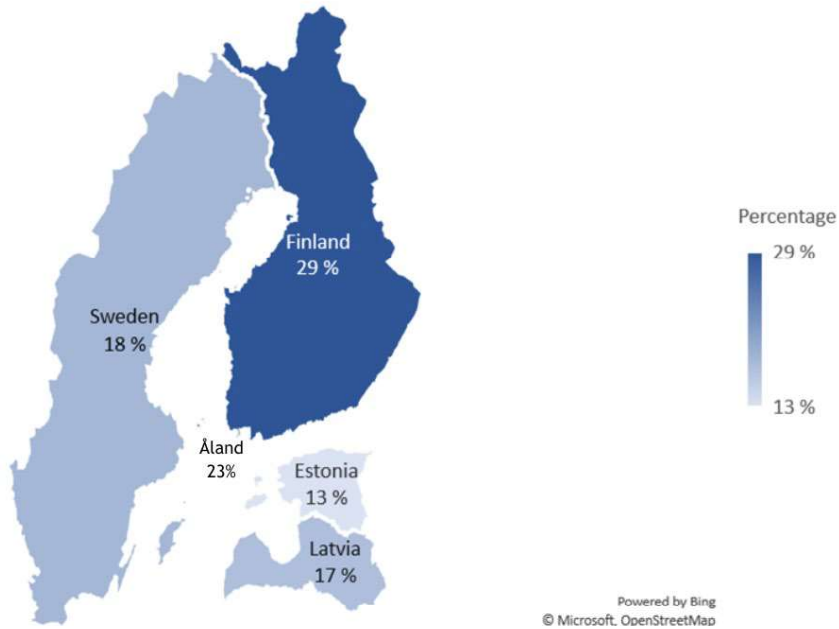 Percentage
29 %
13 %
Finland
29 %
Sweden
18 %
Åland
23%
Estonia
13 %
Latvia
17 %
Powered by Bing
© Microsoft, OpenStreetMap